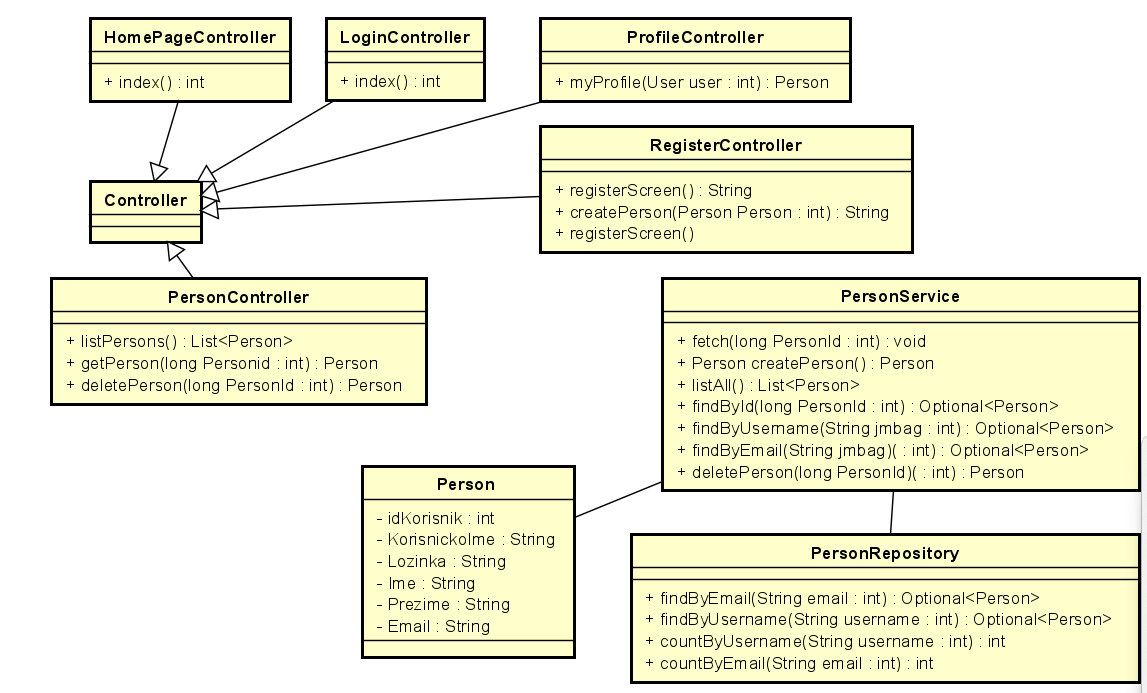 HomePageController
+ index() : int
LoginController
+ index() : int
ProfileController
+ myProfile(User user : int) : Person
RegisterController
+ registerScreen() : String
+ createPerson(Person Person : int) : String
+ registerScreen()
Controller
PersonController
+ listPersons() : List<Person>
+ getPerson(long Personid : int) : Person
+ deletePerson(long PersonId : int) : Person
PersonService
+ fetch(long PersonId : int) : void
+ Person createPerson() : Person
+ listAll() : List<Person>
+ findById(long PersonId : int) : Optional<Person>
+ findByUsername(String jmbag : int) : Optional<Person>
+ findByEmail(String jmbag)( : int) : Optional<Person>
+ deletePerson(long PersonId)( : int) : Person
Person
- idKorisnik : int
- KorisnickoIme : String
- Lozinka : String
- Ime : String
- Prezime : String
- Email : String
PersonRepository
+ findByEmail(String email : int) : Optional<Person>
+ findByUsername(String username : int) : Optional<Person>
+ countByUsername(String username : int) : int
+ countByEmail(String email : int) : int